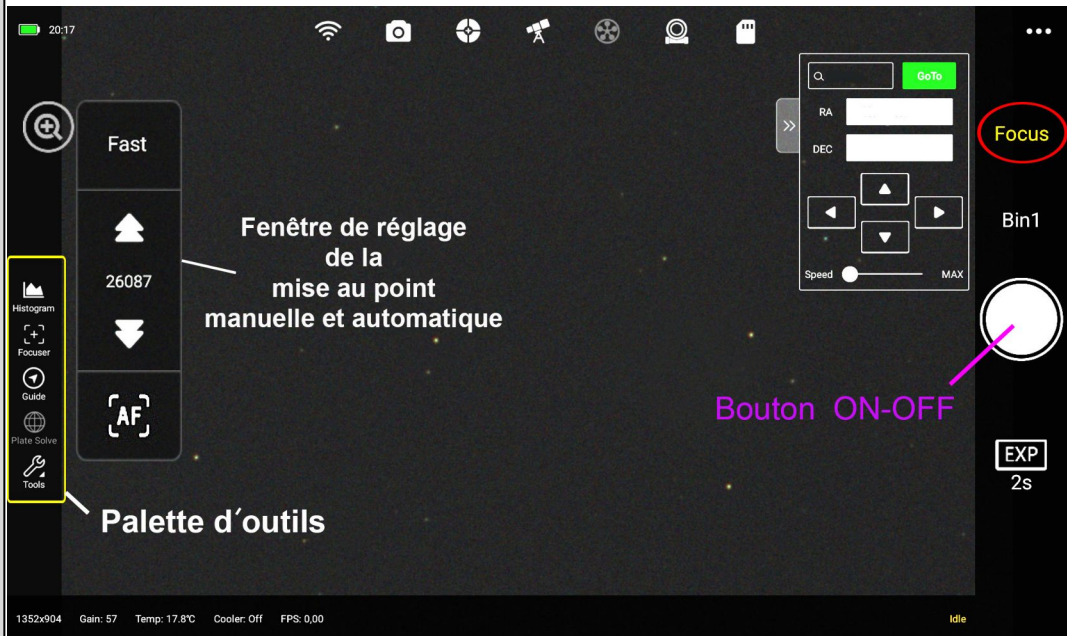 20:17
GoTo
RA
DEC
Speed
MAX
Focus
Bin1
EXP
2s
Fast
26087
AF
Fenêtre de réglage
de la
mise au point
manuelle et automatique
Histogram
Focuser
Guide
Plate Solve
Tools
Palette d´outils
Bouton ON-OFF
1352x904 Gain: 57 Temp: 17.8°C Cooler: Off FPS: 0,00
Idle